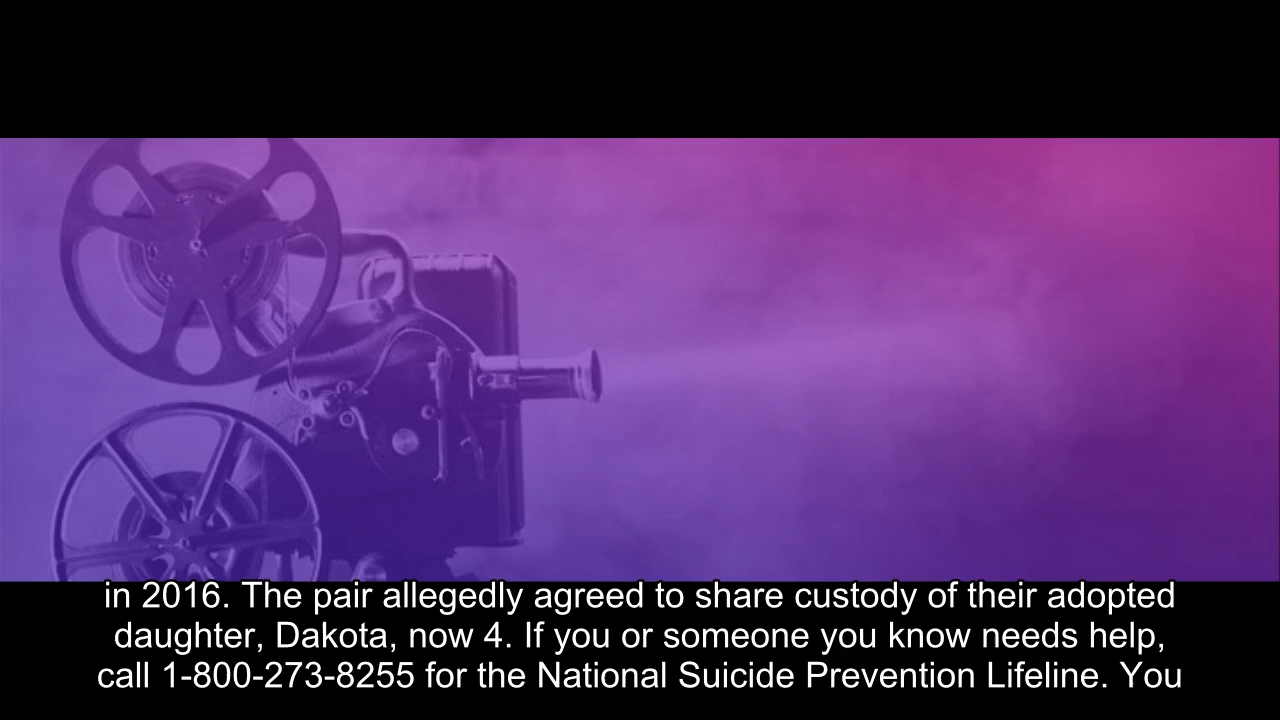 in 2016. The pair allegedly agreed to share custody of their adopted
daughter, Dakota, now 4. If you or someone you know needs help,
call 1-800-273-8255 for the National Suicide Prevention Lifeline. You